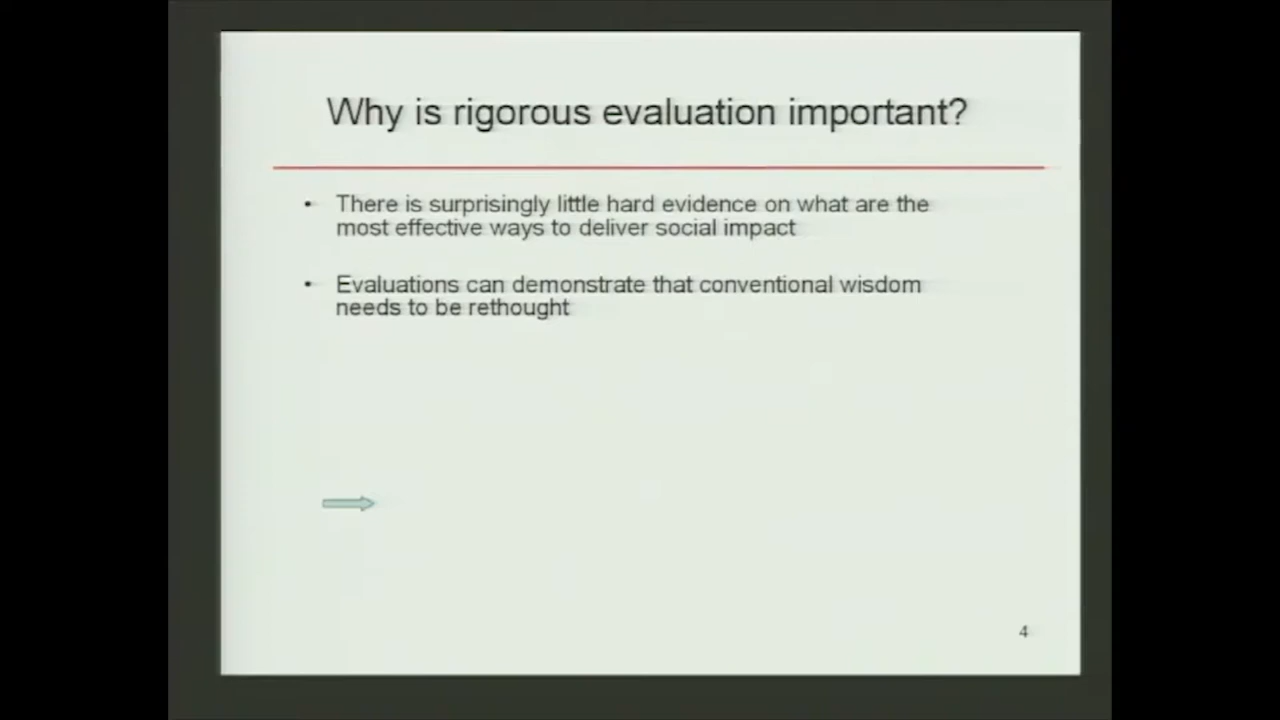 Why is rigorous evaluation important?
• There is surprisingly little hard evidence on what are the
most effective ways to deliver social impact
• Evaluations can demonstrate that conventional wisdom
needs to be rethought
4